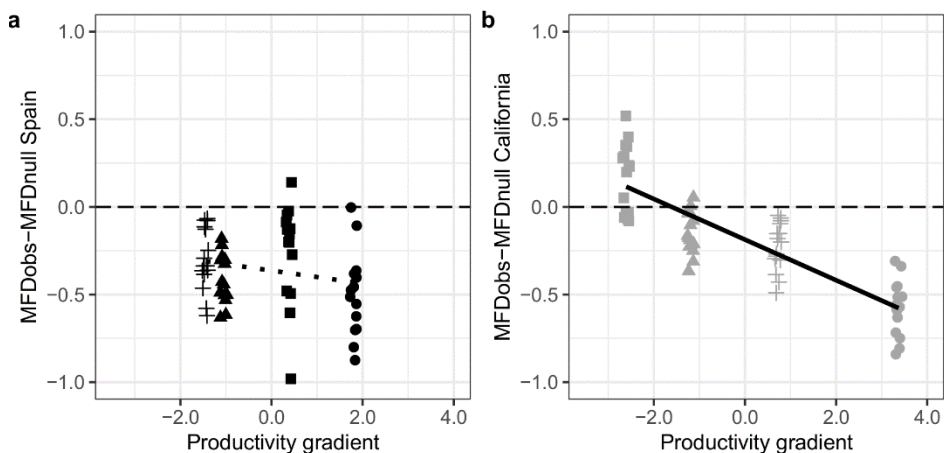 a
MFDobs−MFDnull Spain
1.0
0.5
0.0
−0.5
−1.0
−2.0 0.0 2.0 4.0
Productivity gradient
b
MFDobs−MFDnull California
1.0
0.5
0.0
−0.5
−1.0
−2.0 0.0 2.0 4.0
Productivity gradient